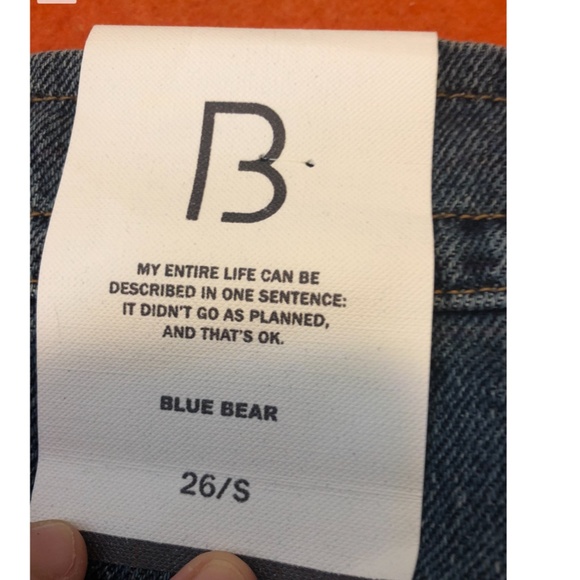 B
MY ENTIRE LIFE CAN BE
DESCRIBED IN ONE SENTENCE:
IT DIDN'T GO AS PLANNED,
AND THAT'S OK.
BLUE BEAR
26/S